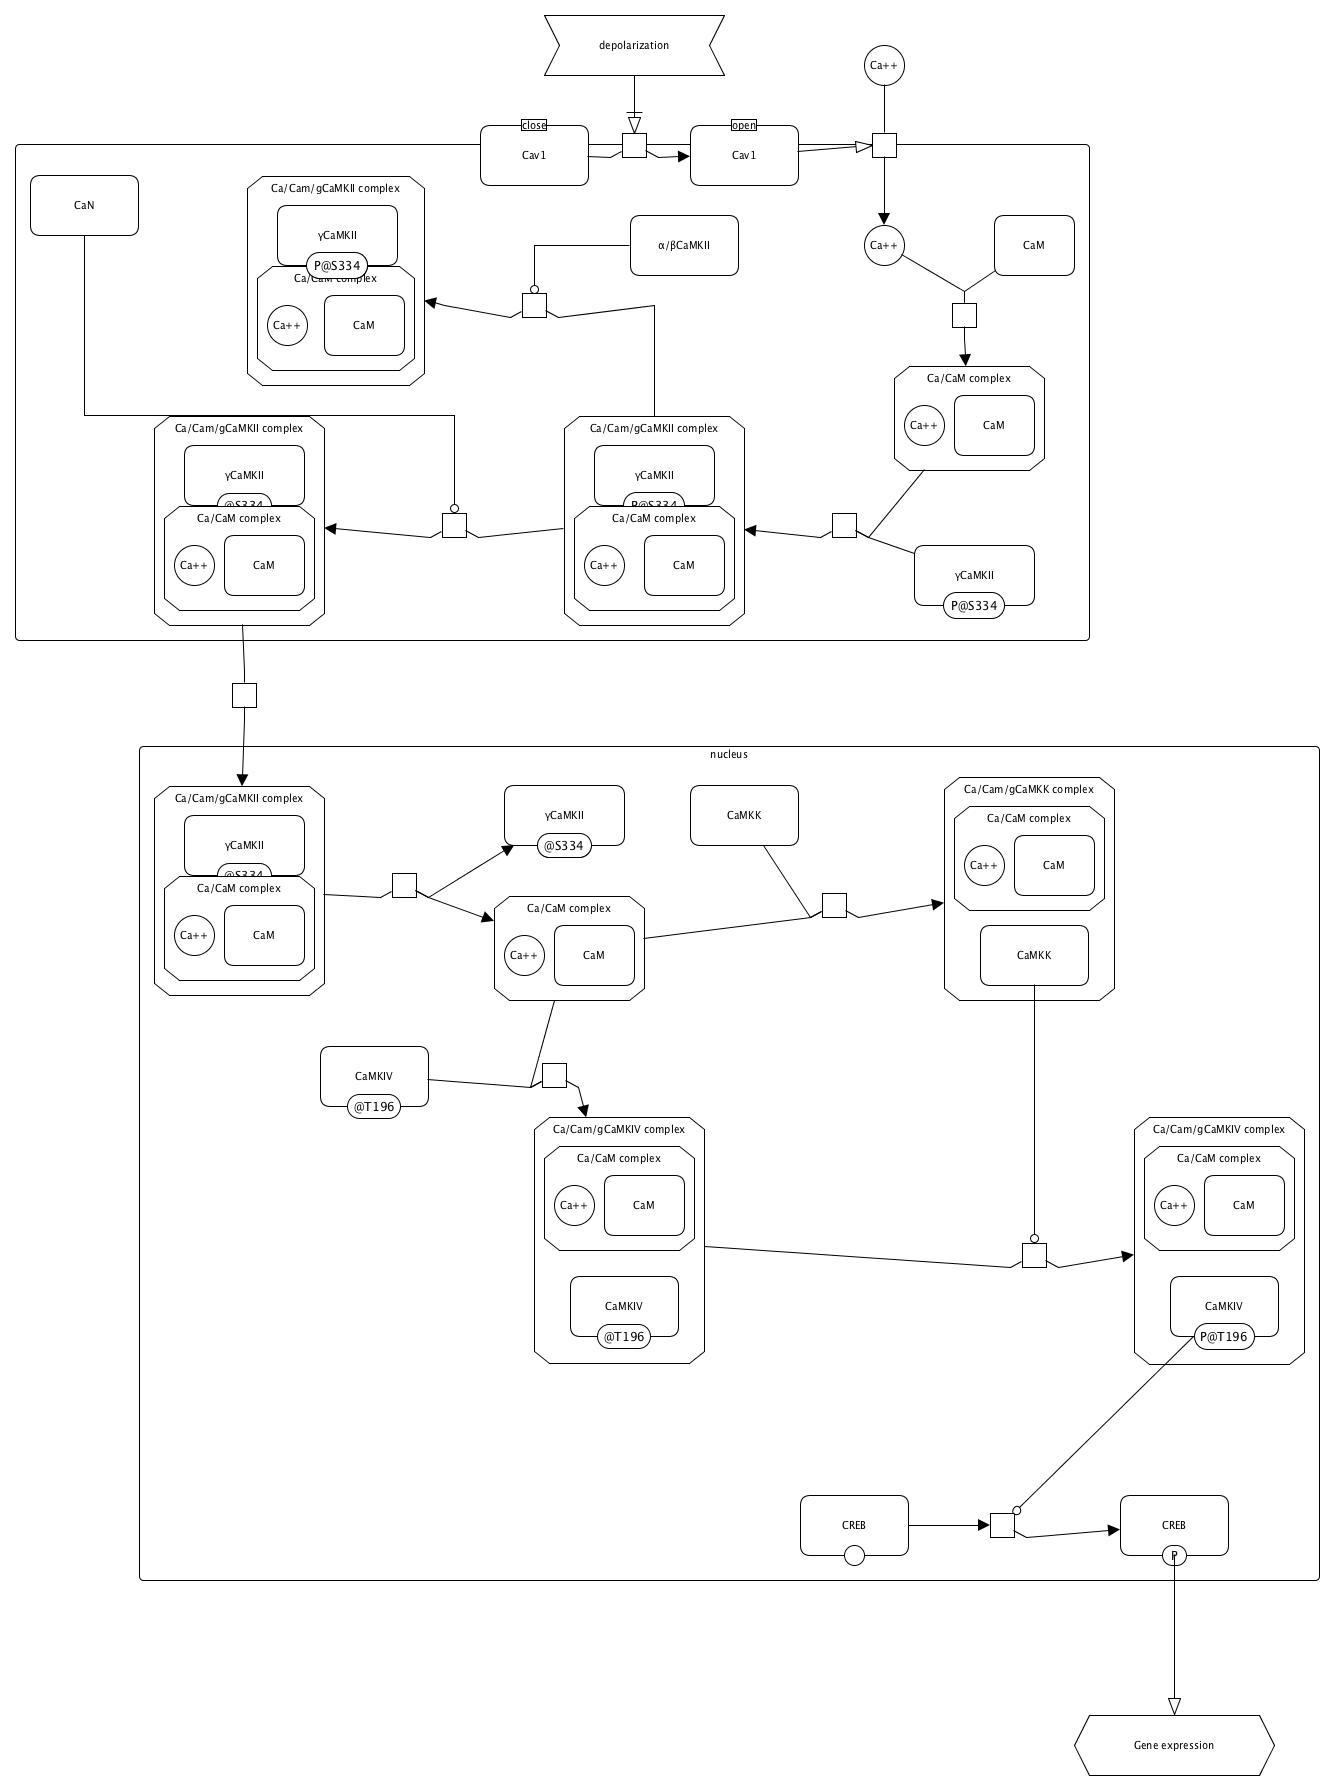 depolarization
Ca++
close
open
Cav1
Cav1
CaN
Ca/Cam/gCaMKII complex
γCaMKII
P@S334
Ca/CaM complex
Ca++
CaM
α/βCaMKII
Ca++
CaM
Ca/CaM complex
Ca++
CaM
Ca/Cam/gCaMKII complex
γCaMKII
@S334
Ca/CaM complex
Ca++
CaM
Ca/Cam/gCaMKII complex
γCaMKII
P@S334
Ca/CaM complex
Ca++
CaM
γCaMKII
P@S334
nucleus
Ca/Cam/gCaMKII complex
γCaMKII
@S334
Ca/CaM complex
Ca++
CaM
γCaMKII
@S334
CaMKK
Ca/Cam/gCaMKK complex
Ca/CaM complex
Ca++
CaM
CaMKK
Ca/CaM complex
Ca++
CaM
CaMKIV
@T196
Ca/Cam/gCaMKIV complex
Ca/CaM complex
Ca++
CaM
CaMKIV
@T196
Ca/Cam/gCaMKIV complex
Ca/CaM complex
Ca++
CaM
CaMKIV
P@T196
CREB
CREB
P
Gene expression